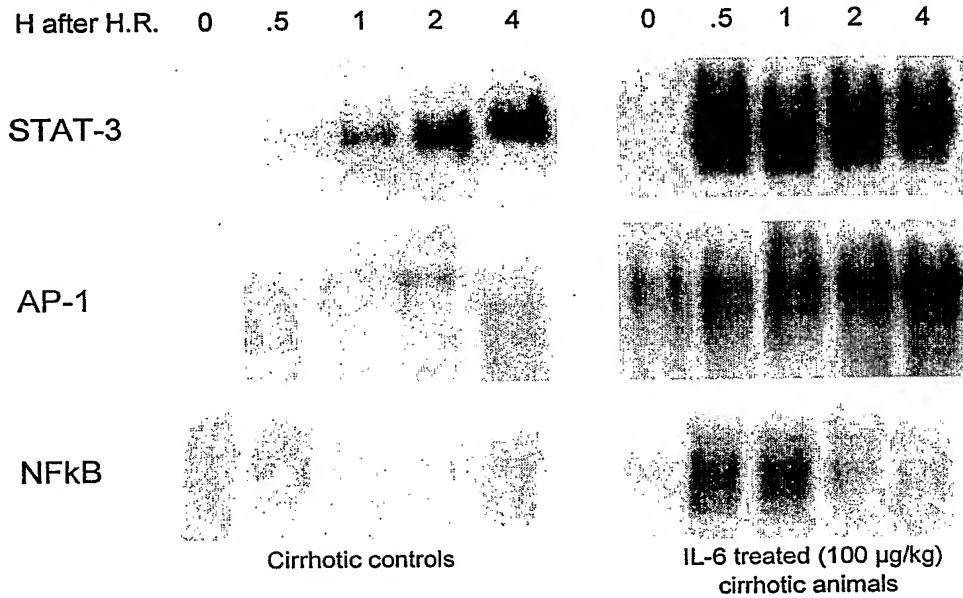 H after H.R. 0 .5 1 2 4 0 .5 1 2 4
STAT-3
AP-1
NFkB
Cirrhotic controls
IL-6 treated (100 µg/kg)
cirrhotic animals